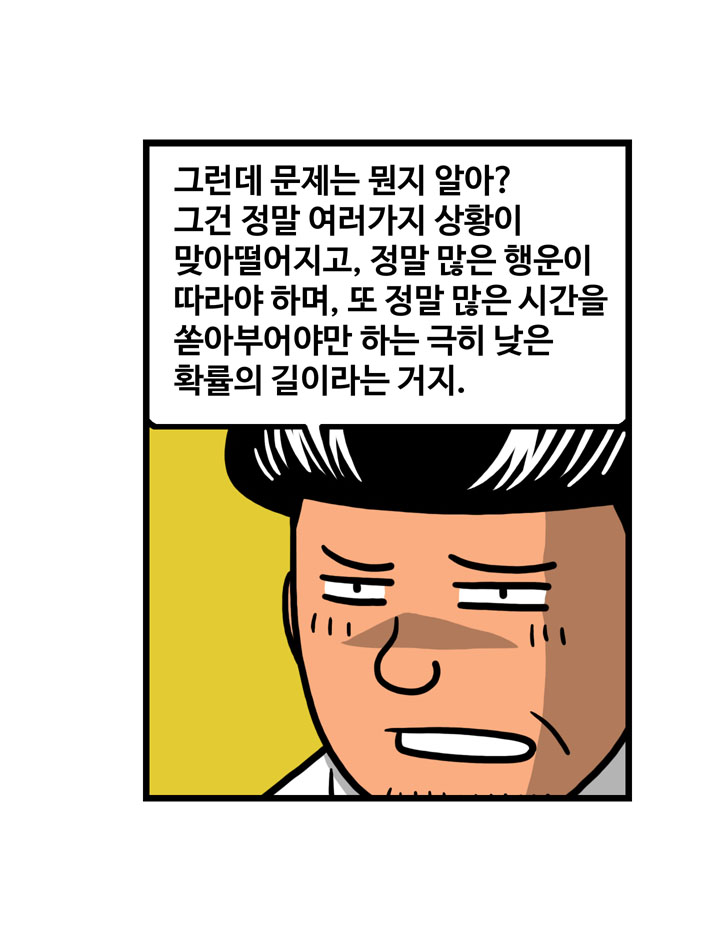 그런데 문제는 뭔지 알아?
그건 정말 여러가지 상황이
맞아떨어지고, 정말 많은 행운이
따라야 하며, 또 정말 많은 시간을
쏟아부어야만 하는 극히 낮은
확률의 길이라는 거지.